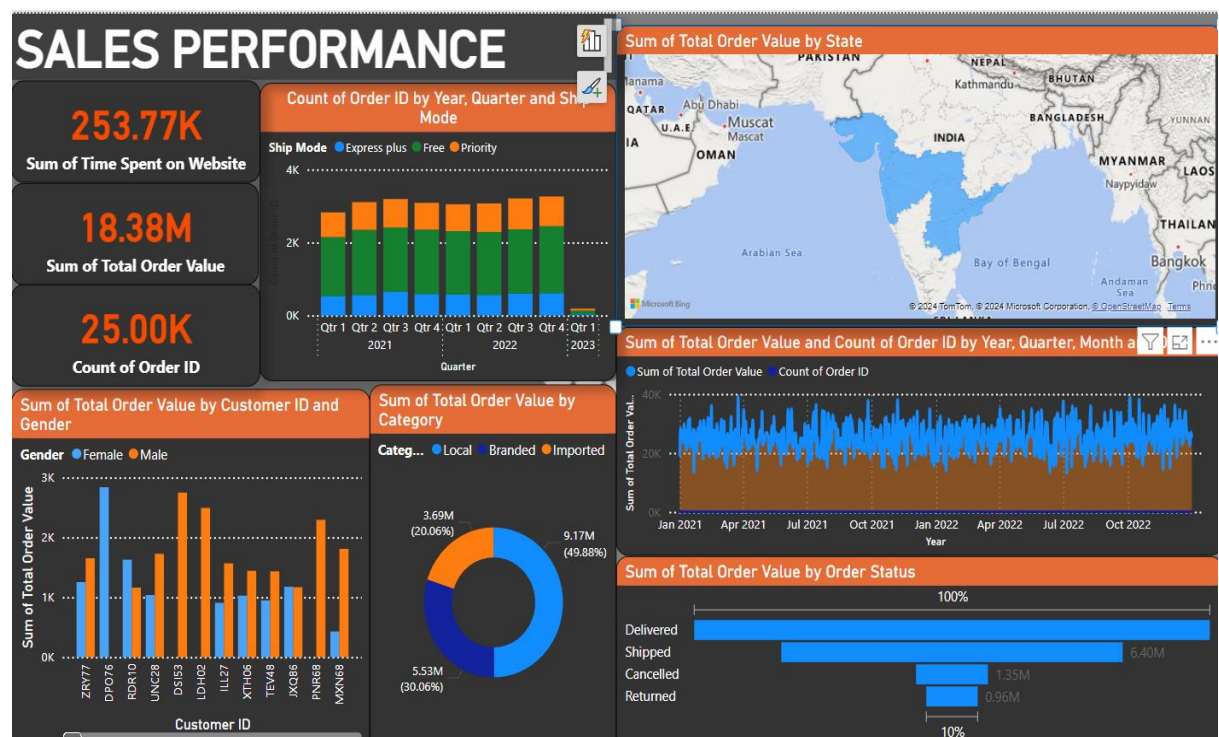 SALES PERFORMANCE
253.77K
Sum of Time Spent on Website
18.38M
Sum of Total Order Value
25.00K
Count of Order ID
Count of Order ID by Year, Quarter and Ship
Mode
Ship Mode Express plus Free Priority
Count of Order ID
4K
2K
0K
Qtr 1 Qtr 2 Qtr 3 Qtr 4 Qtr 1 Qtr 2 Qtr 3 Qtr 4 Qtr 1
2021 2022 2023
Quarter
Sum of Total Order Value by State
PAKISTAN
NEPAL
Kathmandu
BHUTAN
Manama
QATAR
Abu Dhabi
U.A.E.
Muscat
Mascat
OMAN
INDIA
BANGLADESH
YUNNAN
MYANMAR
LAOS
Naypyidaw
THAILAN
Bangkok
Arabian Sea
Bay of Bengal
Andaman
Sea
Phno
Microsoft Bing
© 2024 TomTom, © 2024 Microsoft Corporation, © OpenStreetMap Terms
Sum of Total Order Value and Count of Order ID by Year, Quarter, Month a
Sum of Total Order Value Count of Order ID
Sum of Total Order Val...
40K
20K
0K
Jan 2021 Apr 2021 Jul 2021 Oct 2021 Jan 2022 Apr 2022 Jul 2022 Oct 2022
Year
Sum of Total Order Value by Customer ID and
Gender
Gender Female Male
Sum of Total Order Value
3K
2K
1K
0K
ZRY77 DPO76 RDR10 UNC28 DSI53 LDH02 ILL27 XTH06 TEV48 JXQ86 PNR68 MXN68
Customer ID
Sum of Total Order Value by
Category
Categ... Local Branded Imported
3.69M
(20.06%)
9.17M
(49.88%)
5.53M
(30.06%)
Sum of Total Order Value by Order Status
100%
Delivered
Shipped 6.40M
Cancelled 1.35M
Returned 0.96M
10%